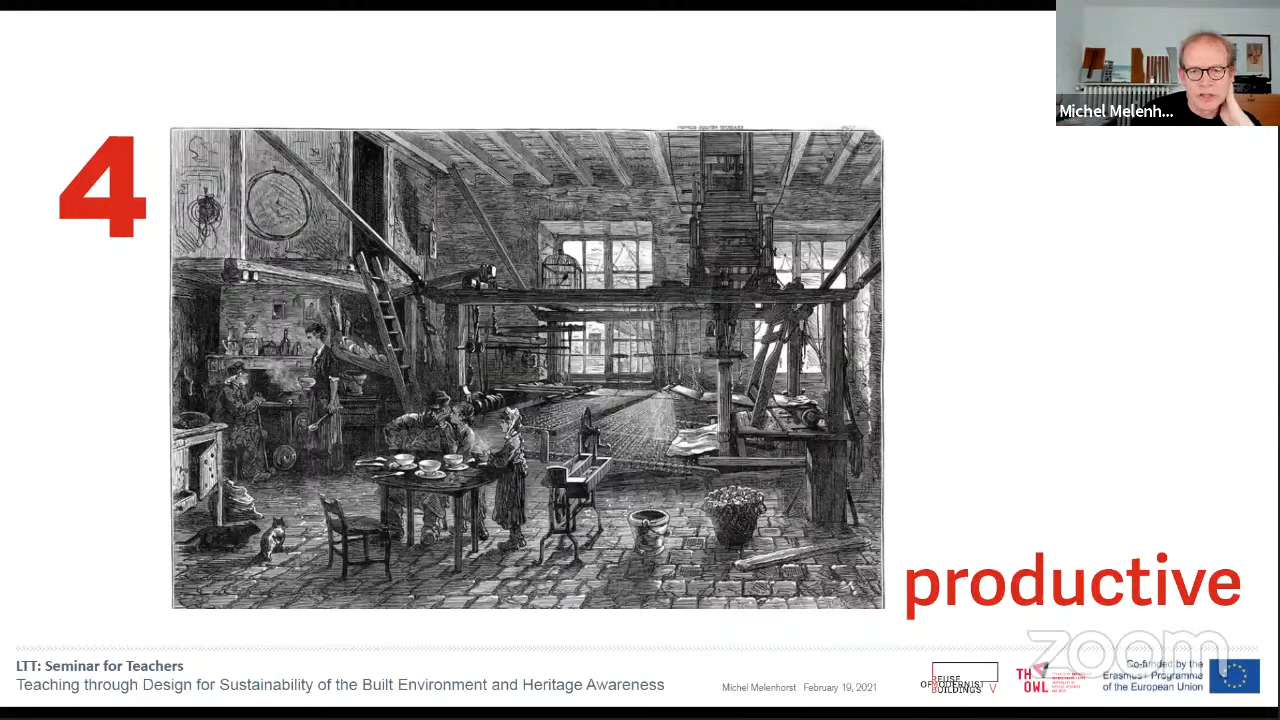 Michel Melenh...
4
productive
zoom
LTT: Seminar for Teachers
Teaching through Design for Sustainability of the Built Environment and Heritage Awareness
Michel Melenhorst February 19, 2021
REUSE
OF MODERNIST
BUILDINGS V
TH
OWL
Co-funded by the
Erasmus+ Programme
of the European Union